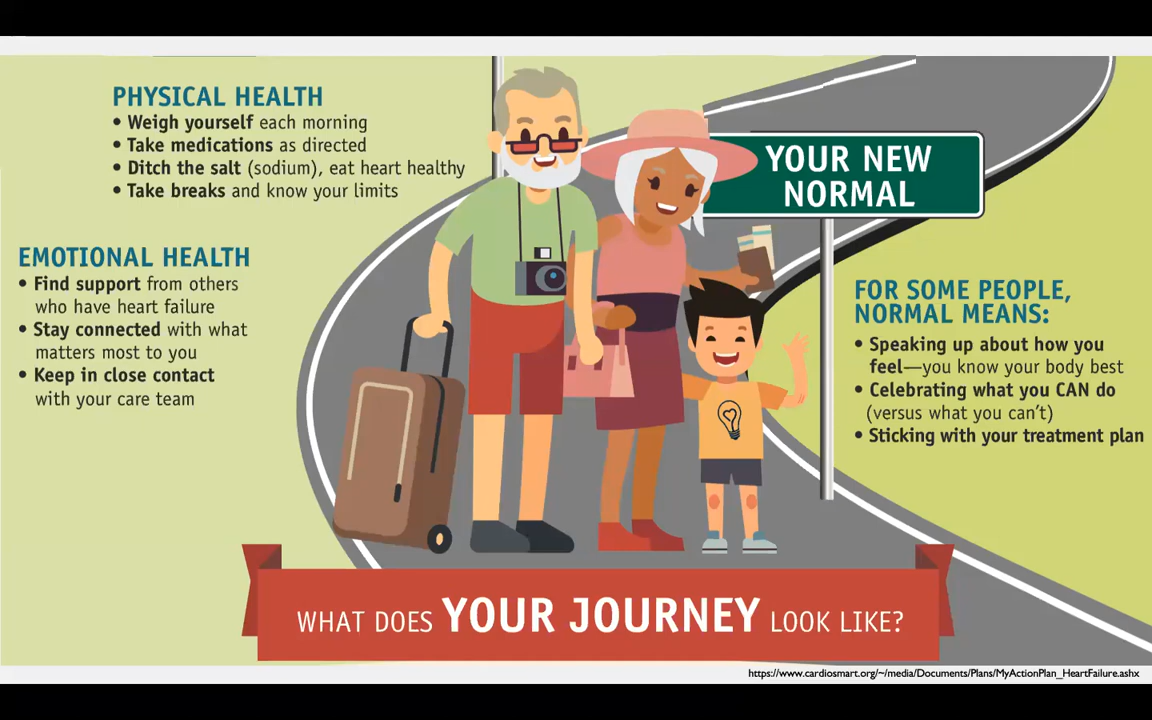 PHYSICAL HEALTH
• Weigh yourself each morning
• Take medications as directed
• Ditch the salt (sodium), eat heart healthy
• Take breaks and know your limits
EMOTIONAL HEALTH
• Find support from others
who have heart failure
• Stay connected with what
matters most to you
• Keep in close contact
with your care team
YOUR NEW
NORMAL
FOR SOME PEOPLE,
NORMAL MEANS:
• Speaking up about how you
feel—you know your body best
• Celebrating what you CAN do
(versus what you can't)
• Sticking with your treatment plan
WHAT DOES YOUR JOURNEY LOOK LIKE?
https://www.cardiosmart.org/~/media/Documents/Plans/MyActionPlan_HeartFailure.ashx